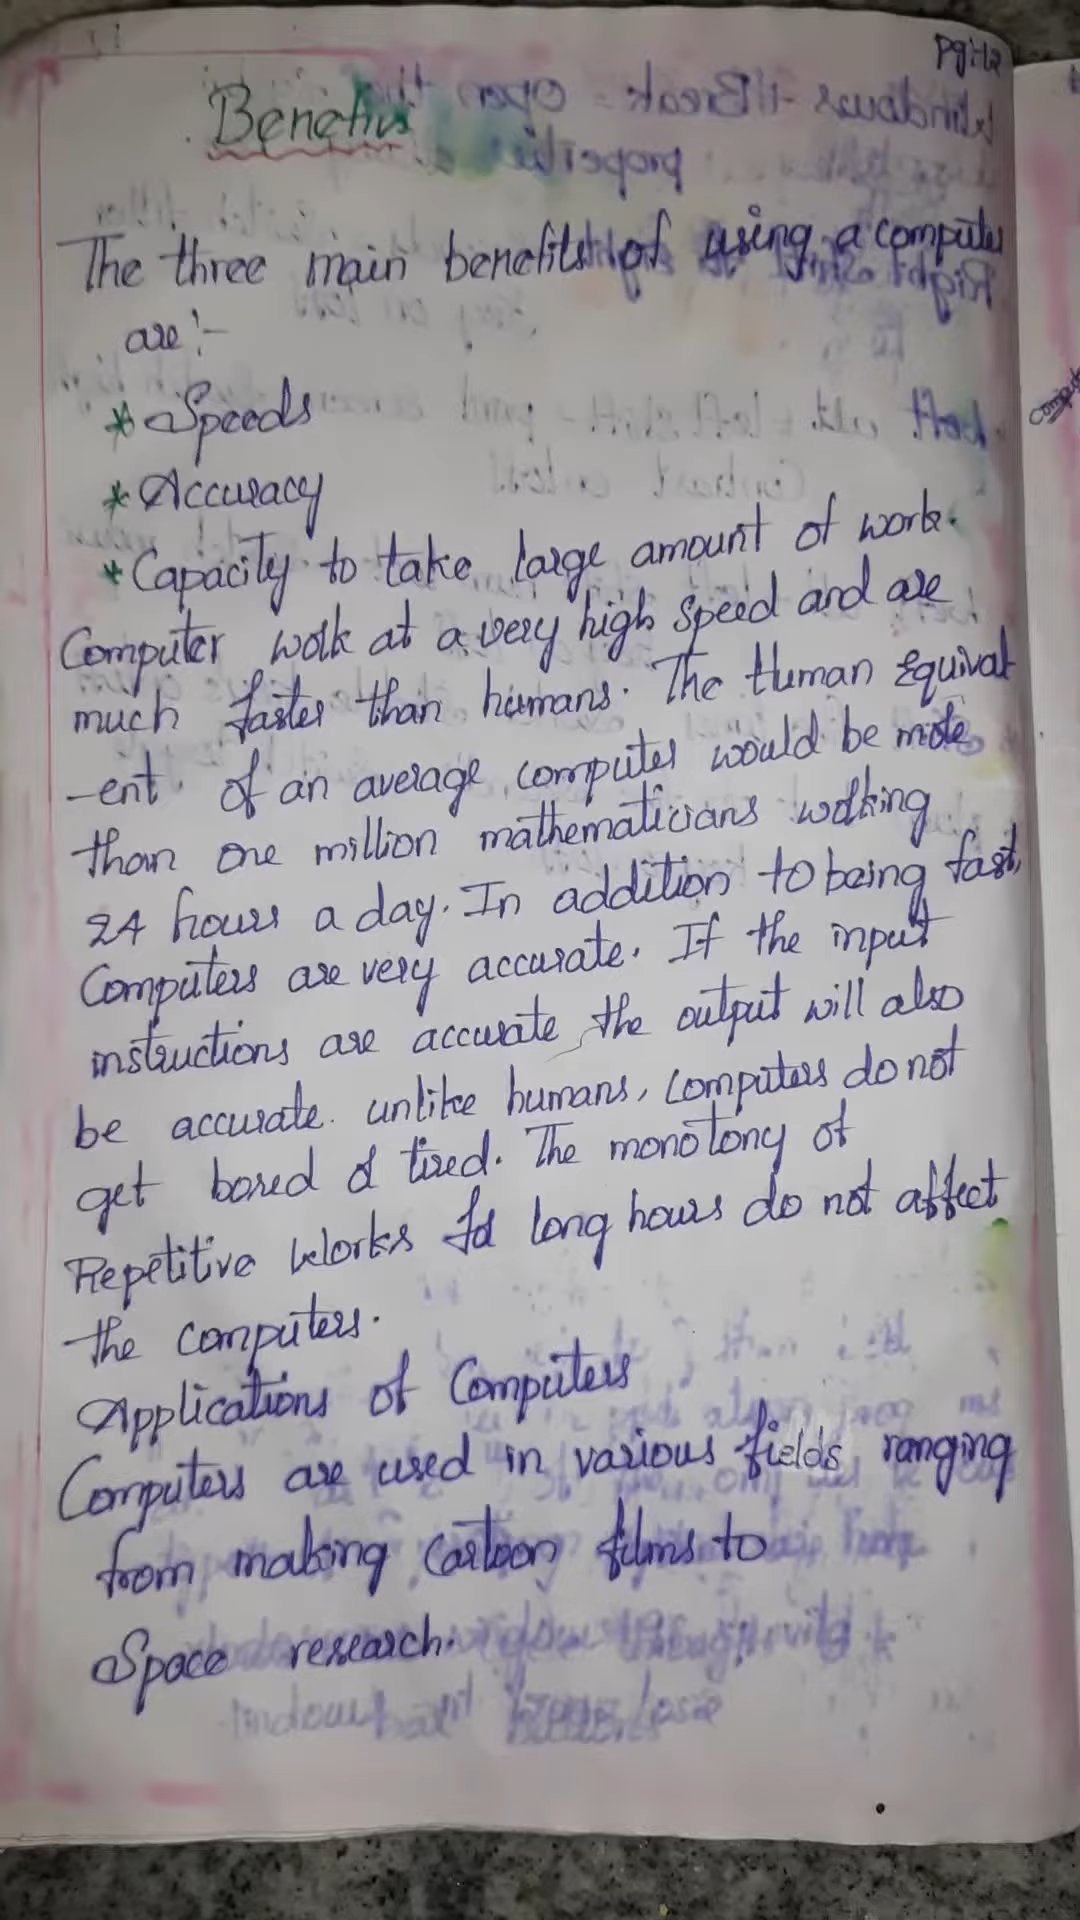 Pg:-12
Benefits
The three main benefits of using a computer
are:-
* Speeds
* Accuracy
* Capacity to take large amount of work.
Computer work at a very high speed and are
much faster than humans. The Human Equival
-ent of an average computer would be more
than one million mathematicians working
24 hours a day. In addition to being fast,
Computers are very accurate. If the input
instructions are accurate the output will also
be accurate. unlike humans, computers do not
get bored or tired. The monotony of
Repetitive Works for long hours do not affect
the computers.
Applications of Computers
Computers are used in various fields ranging
from making cartoon films to
Space research.